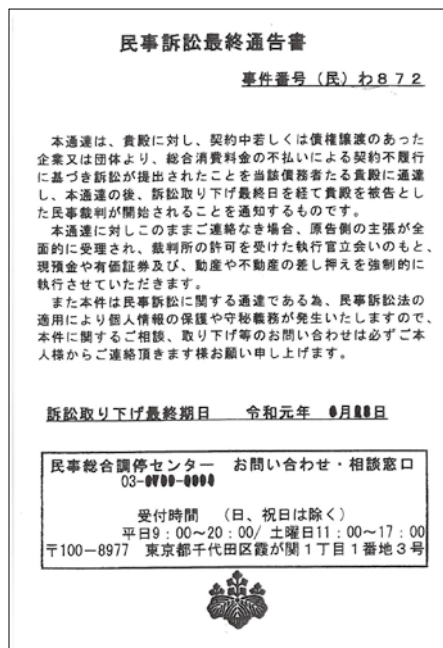 民事訴訟最終通告書
事件番号（民）わ８７２
本通達は、貴殿に対し、契約中若しくは債権譲渡のあった
企業又は団体より、総合消費料金の不払いによる契約不履行
に基づき訴訟が提出されたことを当該債務者たる貴殿に通達
し、本通達の後、訴訟取り下げ最終日を経て貴殿を被告とし
た民事裁判が開始されることを通知するものです。
本通達に対しこのままご連絡なき場合、原告側の主張が全
面的に受理され、裁判所の許可を受けた執行官立会いのもと、
現預金や有価証券及び、動産や不動産の差し押えを強制的に
執行させていただきます。
また本件は民事訴訟に関する通達である為、民事訴訟法の
適用により個人情報の保護や守秘義務が発生いたしますので、
本件に関するご相談、取り下げ等のお問い合わせは必ずご本
人様からご連絡頂きます様お願い申し上げます。
訴訟取り下げ最終期日　令和元年　月　日
民事総合調停センター　お問い合わせ・相談窓口
03-
受付時間　（日、祝日は除く）
平日9：00～20：00/ 土曜日11：00～17：00
〒100－8977　東京都千代田区霞が関１丁目１番地３号